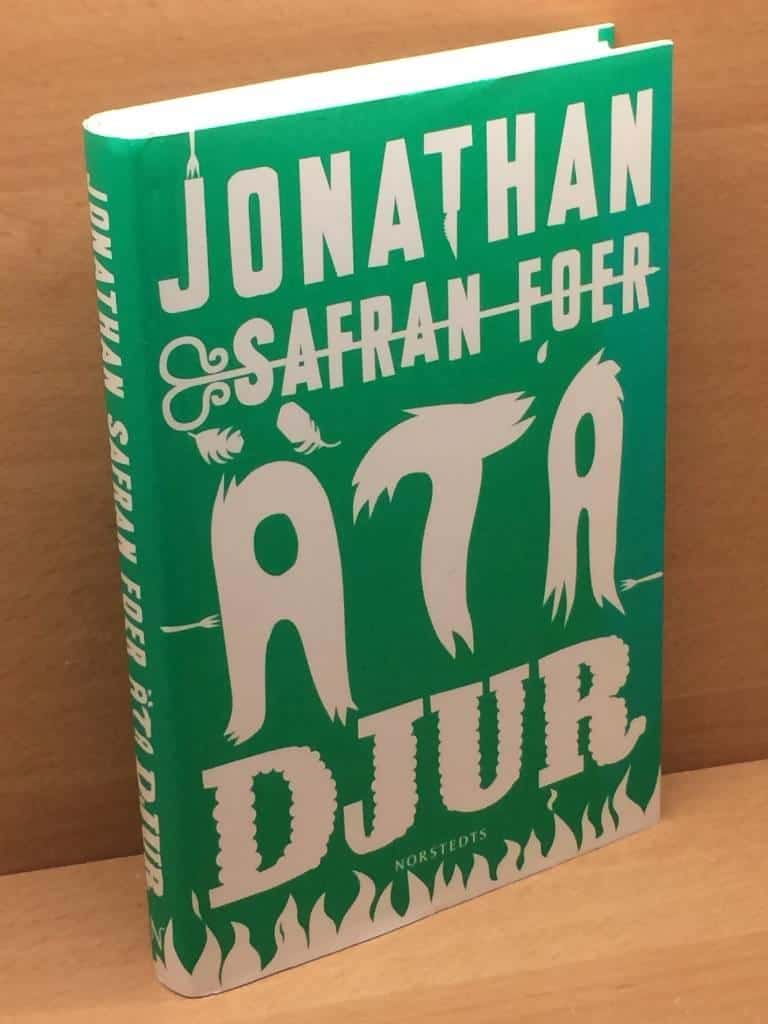 JONATHAN
SAFRAN FOER
ÄTA
DJUR
NORSTEDTS
JONATHAN SAFRAN FOER ÄTA DJUR
N